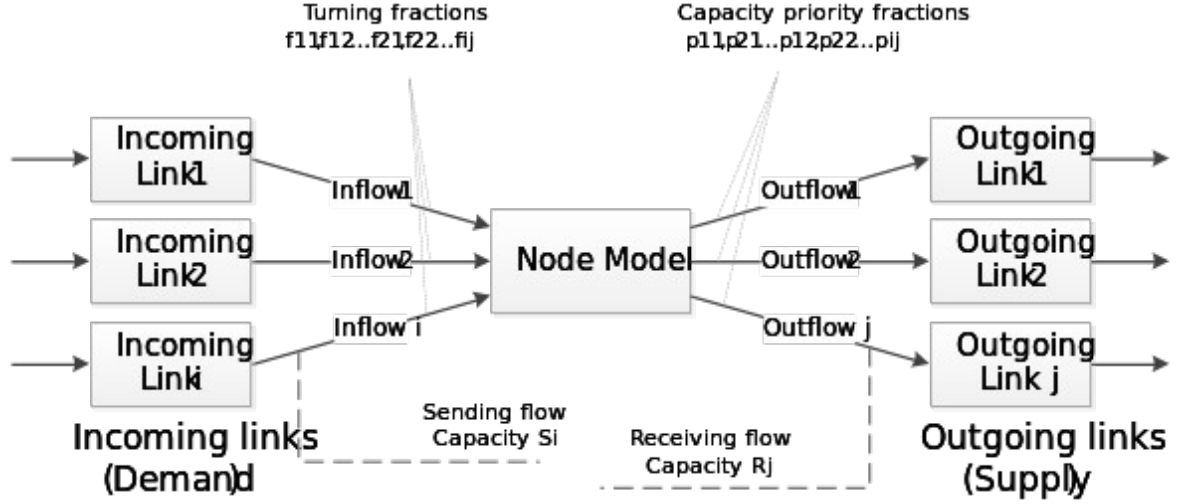 Turning fractions
f11,f12..f21,f22..fij
Capacity priority fractions
p11,p21..p12,p22..pij
Incoming
Link1
Inflow1
Outflow1
Outgoing
Link1
Incoming
Link2
Inflow2
Node Model
Outflow2
Outgoing
Link2
Incoming
Linki
Inflow i
Outflow j
Outgoing
Link j
Incoming links
(Demand)
Sending flow
Capacity Si
Receiving flow
Capacity Rj
Outgoing links
(Supply)